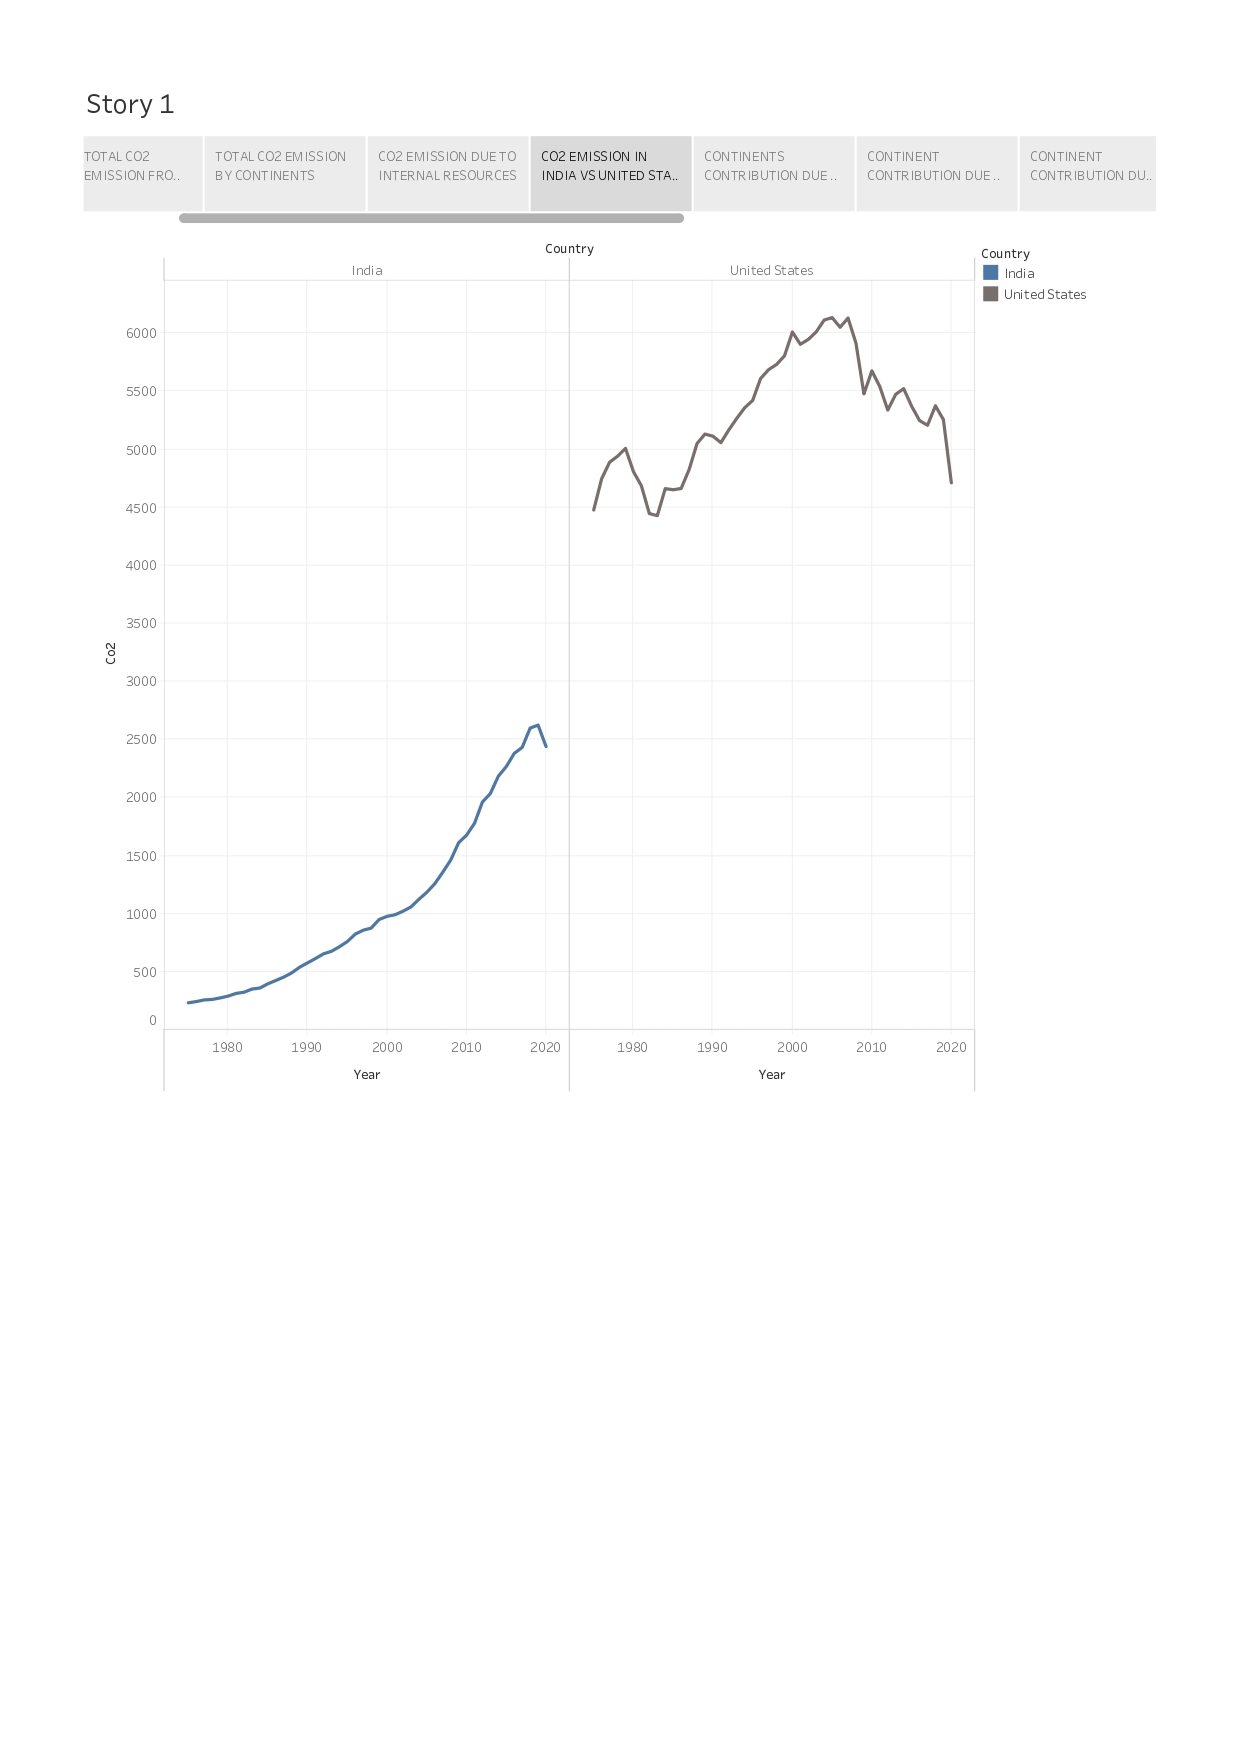 Story 1
TOTAL CO2
EMISSION FRO..
TOTAL CO2 EMISSION
BY CONTINENTS
CO2 EMISSION DUE TO
INTERNAL RESOURCES
CO2 EMISSION IN
INDIA VS UNITED STA..
CONTINENTS
CONTRIBUTION DUE ..
CONTINENT
CONTRIBUTION DUE ..
CONTINENT
CONTRIBUTION DU..
Country
India
United States
Country
India
United States
6000
5500
5000
4500
4000
3500
3000
2500
2000
1500
1000
500
0
Co2
1980 1990 2000 2010 2020
1980 1990 2000 2010 2020
Year
Year